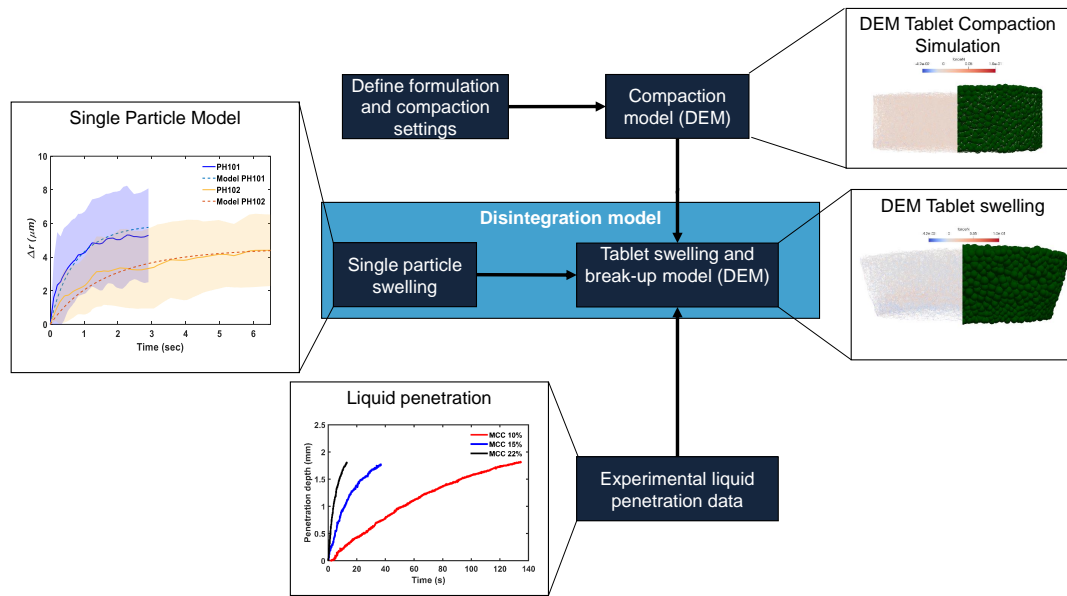 DEM Tablet Compaction
Simulation
Define formulation
and compaction
settings
Compaction
model (DEM)
Single Particle Model
10
8
6
4
2
0
Δr (μm)
PH101
Model PH101
PH102
Model PH102
0 1 2 3 4 5 6
Time (sec)
Disintegration model
Single particle
swelling
Tablet swelling and
break-up model (DEM)
DEM Tablet swelling
Liquid penetration
2.5
2
1.5
1
0.5
0
Penetration depth (mm)
MCC 10%
MCC 15%
MCC 22%
0 20 40 60 80 100 120 140
Time (s)
Experimental liquid
penetration data